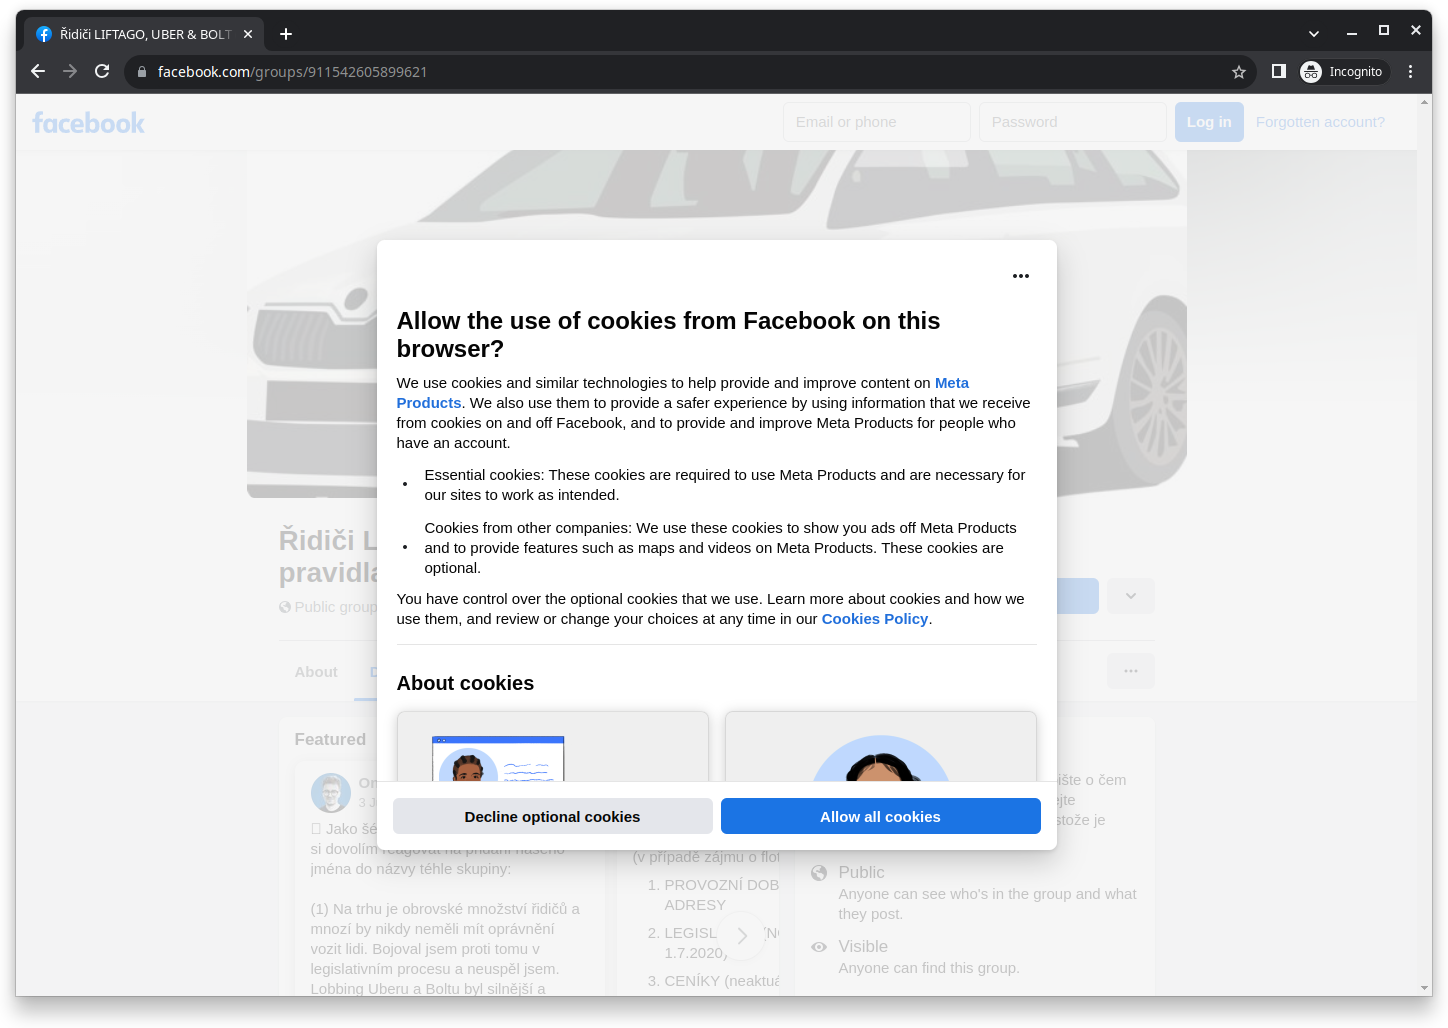 Řidiči LIFTAGO, UBER & BOLT
facebook.com/groups/911542605899621
Incognito
facebook
Email or phone
Password
Log in
Forgotten account?
Allow the use of cookies from Facebook on this
browser?
We use cookies and similar technologies to help provide and improve content on Meta
Products. We also use them to provide a safer experience by using information that we receive
from cookies on and off Facebook, and to provide and improve Meta Products for people who
have an account.
• Essential cookies: These cookies are required to use Meta Products and are necessary for
our sites to work as intended.
• Cookies from other companies: We use these cookies to show you ads off Meta Products
and to provide features such as maps and videos on Meta Products. These cookies are
optional.
You have control over the optional cookies that we use. Learn more about cookies and how we
use them, and review or change your choices at any time in our Cookies Policy.
About cookies
Decline optional cookies
Allow all cookies
Řidiči L
pravidla
Public group
About
Featured
3 J
Jako šé
si dovolím reagovat na přidání našeho
jména do názvy téhle skupiny:
(1) Na trhu je obrovské množství řidičů a
mnozí by nikdy neměli mít oprávnění
vozit lidi. Bojoval jsem proti tomu v
legislativním procesu a neuspěl jsem.
Lobbing Uberu a Boltu byl silnější a
(v případě zájmu o flot
1. PROVOZNÍ DOB
ADRESY
2. LEGISL
1.7.2020)
3. CENÍKY (neaktuá
ište o čem
ejte
stože je
Public
Anyone can see who's in the group and what
they post.
Visible
Anyone can find this group.